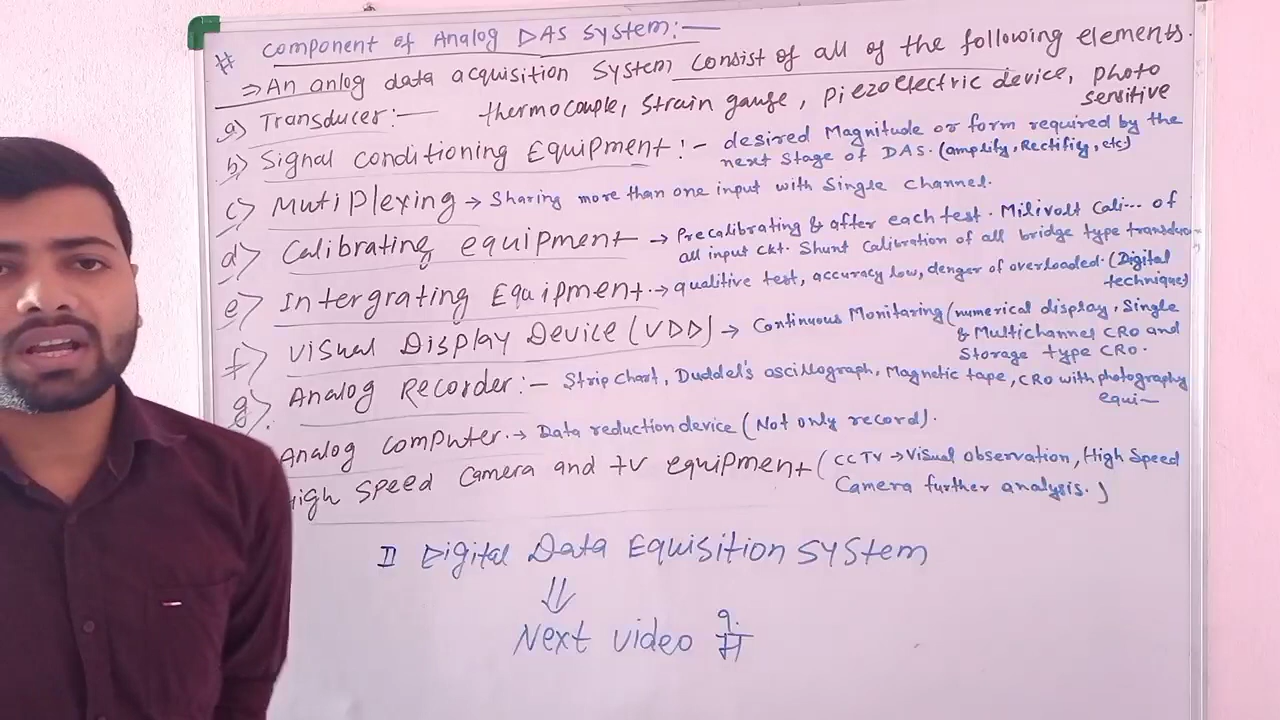 # Component of Analog DAS System:—
⇒ An anlog data acquisition System consist of all of the following elements.
a) Transducer:— thermocouple, Strain gauge, Piezoelectric device, photo
sensitive
b) Signal conditioning Equipment:- desired Magnitude or form required by the
next Stage of DAS. (amplify, Rectifiy, etc)
c) Mutiplexing → Sharing more than one input with Single Channel.
d) Calibrating equipment → Precalibrating & after each test. Milivolt Cali... of
all input ckt. Shunt Calibration of all bridge type
e) Intergrating Equipment. → qualitive test, accuracy low, denger of overloaded. (Digital
technique)
f) Visual Display Device (VDD) → Continuous Monitaring (numerical display, Single
& Multichannel CRO and
Storage type CRO.
g) Analog Recorder:- Strip Chart, Duddel's oscillograph, Magnetic tape, CRO with photography
equi—
Analog computer. → Data reduction device (Not only record).
High Speed Camera and tv equipment (CCTV → Visual observation, High Speed
Camera further analysis.)
II Digital Data Equisition System
⇓
Next video में